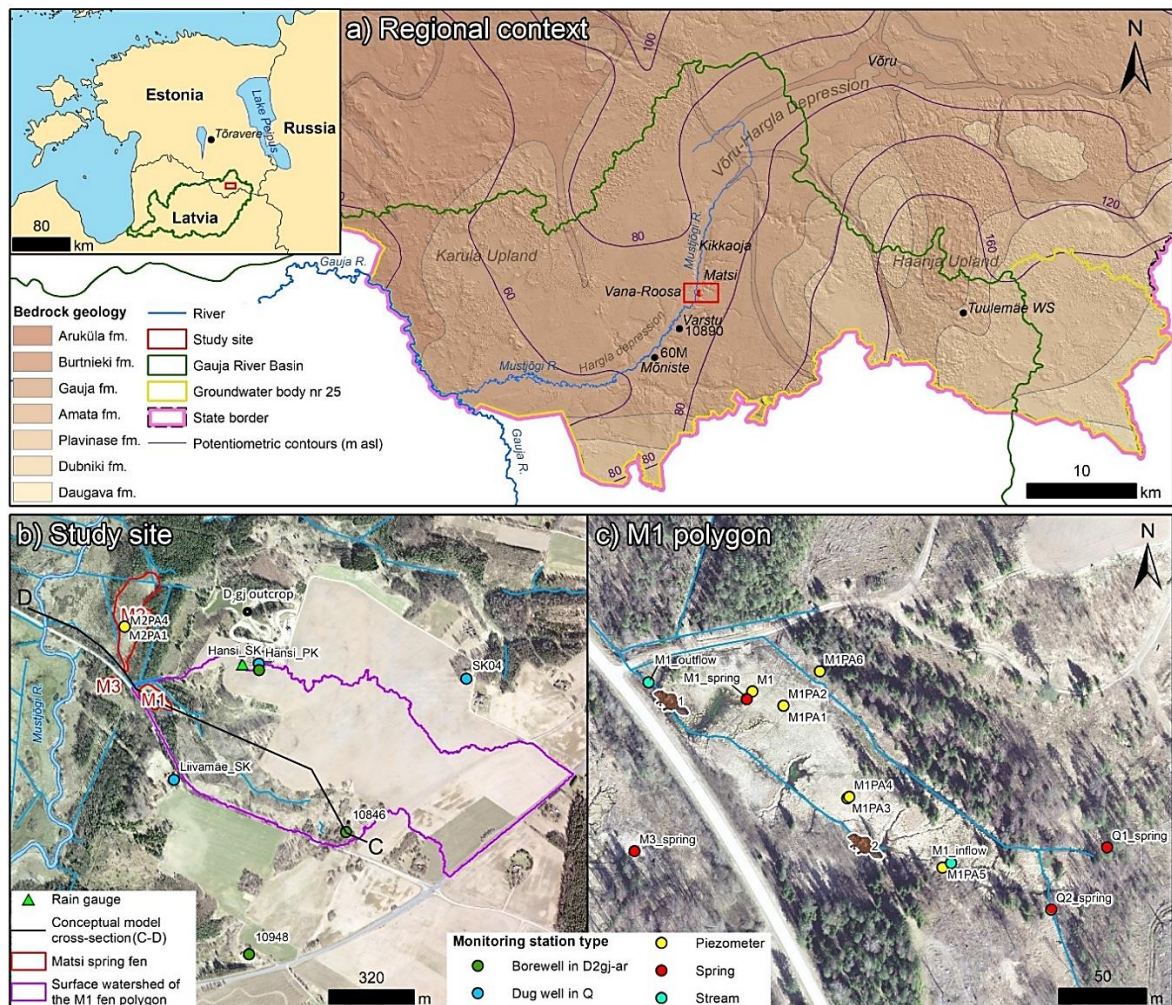 a) Regional context
N
Estonia
Tõravere
Lake Peipus
Russia
Latvia
80
km
100
Võru
Võru-Hargla Depression
80
120
160
Karula Upland
Mustjõgi R.
Kikkaoja
Matsi
Haanja Upland
Gauja R.
60
Vana-Roosa
Varstu
10890
Tuulemäe WS
Hargla depression
60M
Mõniste
Mustjõgi R.
80
Gauja R.
80
80
10
km
Bedrock geology
Aruküla fm.
Burtnieki fm.
Gauja fm.
Amata fm.
Plavinase fm.
Dubniki fm.
Daugava fm.
River
Study site
Gauja River Basin
Groundwater body nr 25
State border
Potentiometric contours (m asl)
b) Study site
D
M2PA4
M2PA1
D₂gj outcrop
Hansi_SK
Hansi_PK
SK04
M3
M1
Mustjõgi R.
Liivamäe_SK
10846
C
10948
320
m
Rain gauge
Conceptual model
cross-section(C-D)
Matsi spring fen
Surface watershed of
the M1 fen polygon
Monitoring station type
Borewell in D2gj-ar
Dug well in Q
Piezometer
Spring
Stream
c) M1 polygon
N
M1_outflow
1
M1_spring
M1
M1PA6
M1PA2
M1PA1
M1PA4
M1PA3
2
M3_spring
M1_inflow
M1PA5
Q1_spring
Q2_spring
50
m